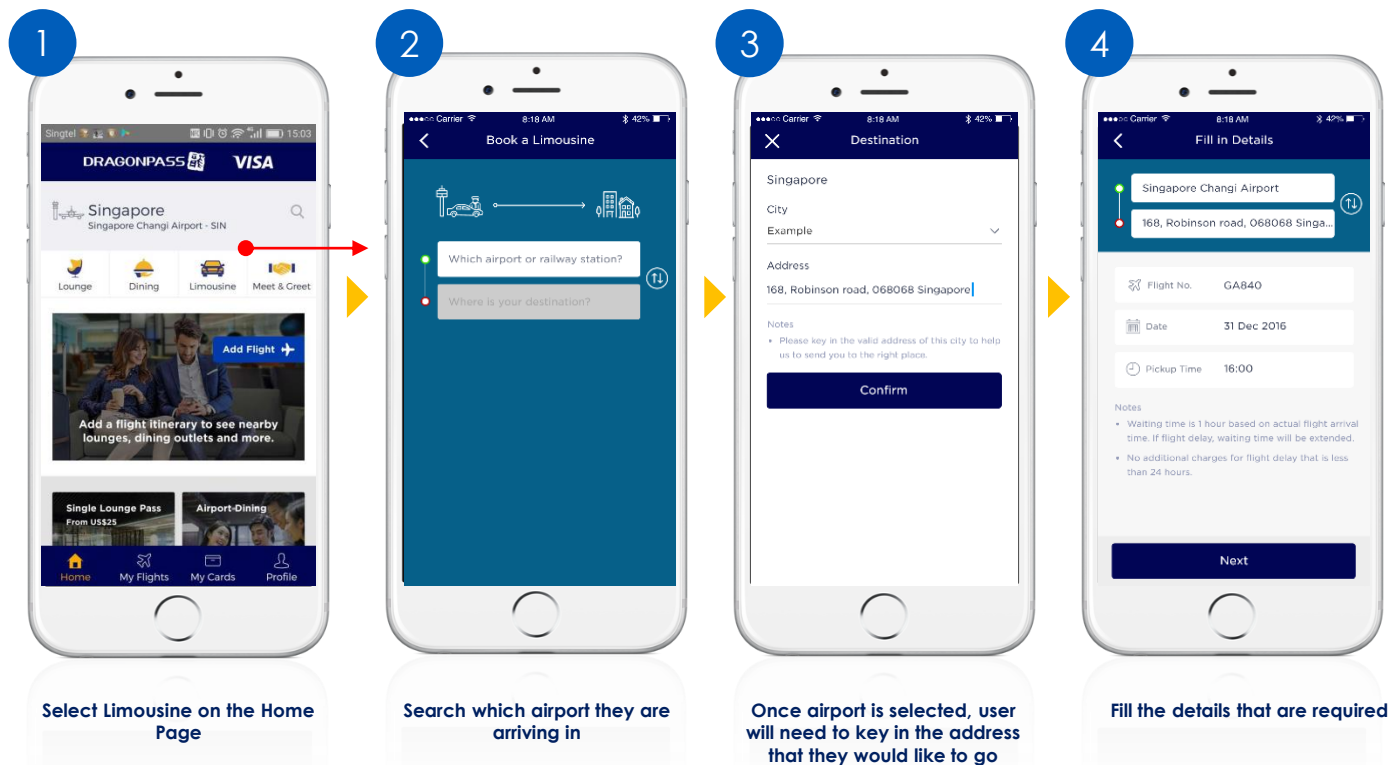 1
Singtel 15:03
DRAGONPASS VISA
Singapore
Singapore Changi Airport - SIN
Lounge Dining Limousine Meet & Greet
Add Flight
Add a flight itinerary to see nearby
lounges, dining outlets and more.
Single Lounge Pass
From US$25
Airport-Dining
Home My Flights My Cards Profile
Select Limousine on the Home
Page
2
Carrier 8:18 AM 42%
Book a Limousine
Which airport or railway station?
Where is your destination?
Search which airport they are
arriving in
3
Carrier 8:18 AM 42%
Destination
Singapore
City
Example
Address
168, Robinson road, 068068 Singapore
Notes
• Please key in the valid address of this city to help
us to send you to the right place.
Confirm
Once airport is selected, user
will need to key in the address
that they would like to go
4
Carrier 8:18 AM 42%
Fill in Details
Singapore Changi Airport
168, Robinson road, 068068 Singa...
Flight No. GA840
Date 31 Dec 2016
Pickup Time 16:00
Notes
• Waiting time is 1 hour based on actual flight arrival
time. If flight delay, waiting time will be extended.
• No additional charges for flight delay that is less
than 24 hours.
Next
Fill the details that are required